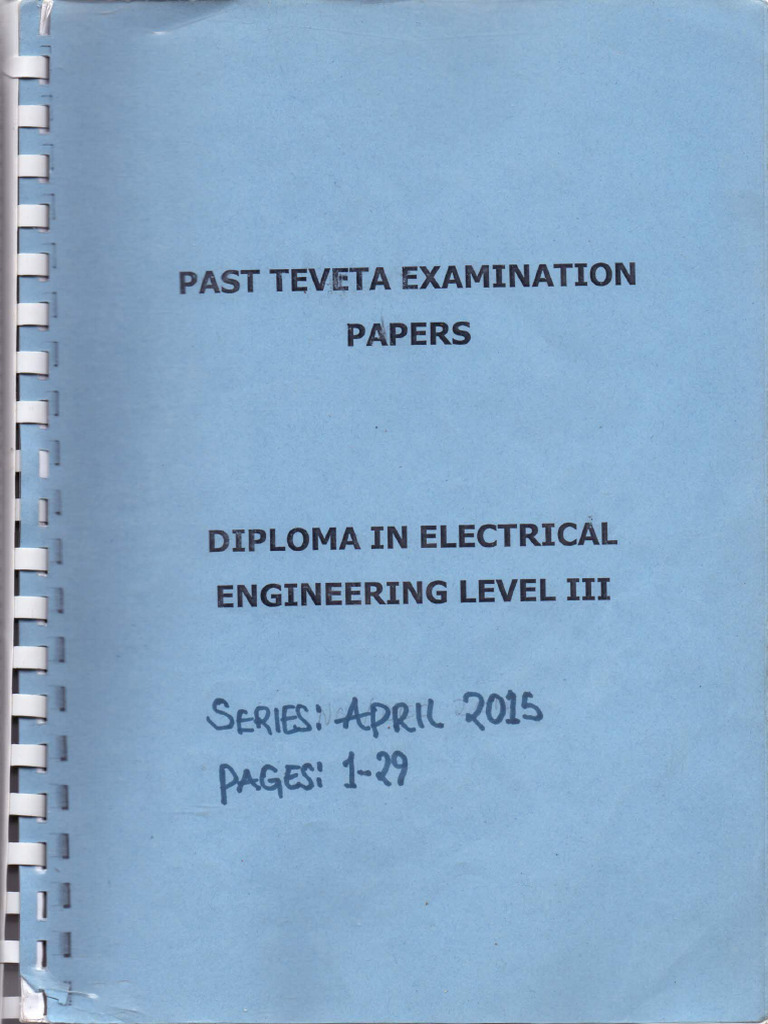 PAST TEVETA EXAMINATION
PAPERS
DIPLOMA IN ELECTRICAL
ENGINEERING LEVEL III
SERIES: APRIL 2015
PAGES: 1-29